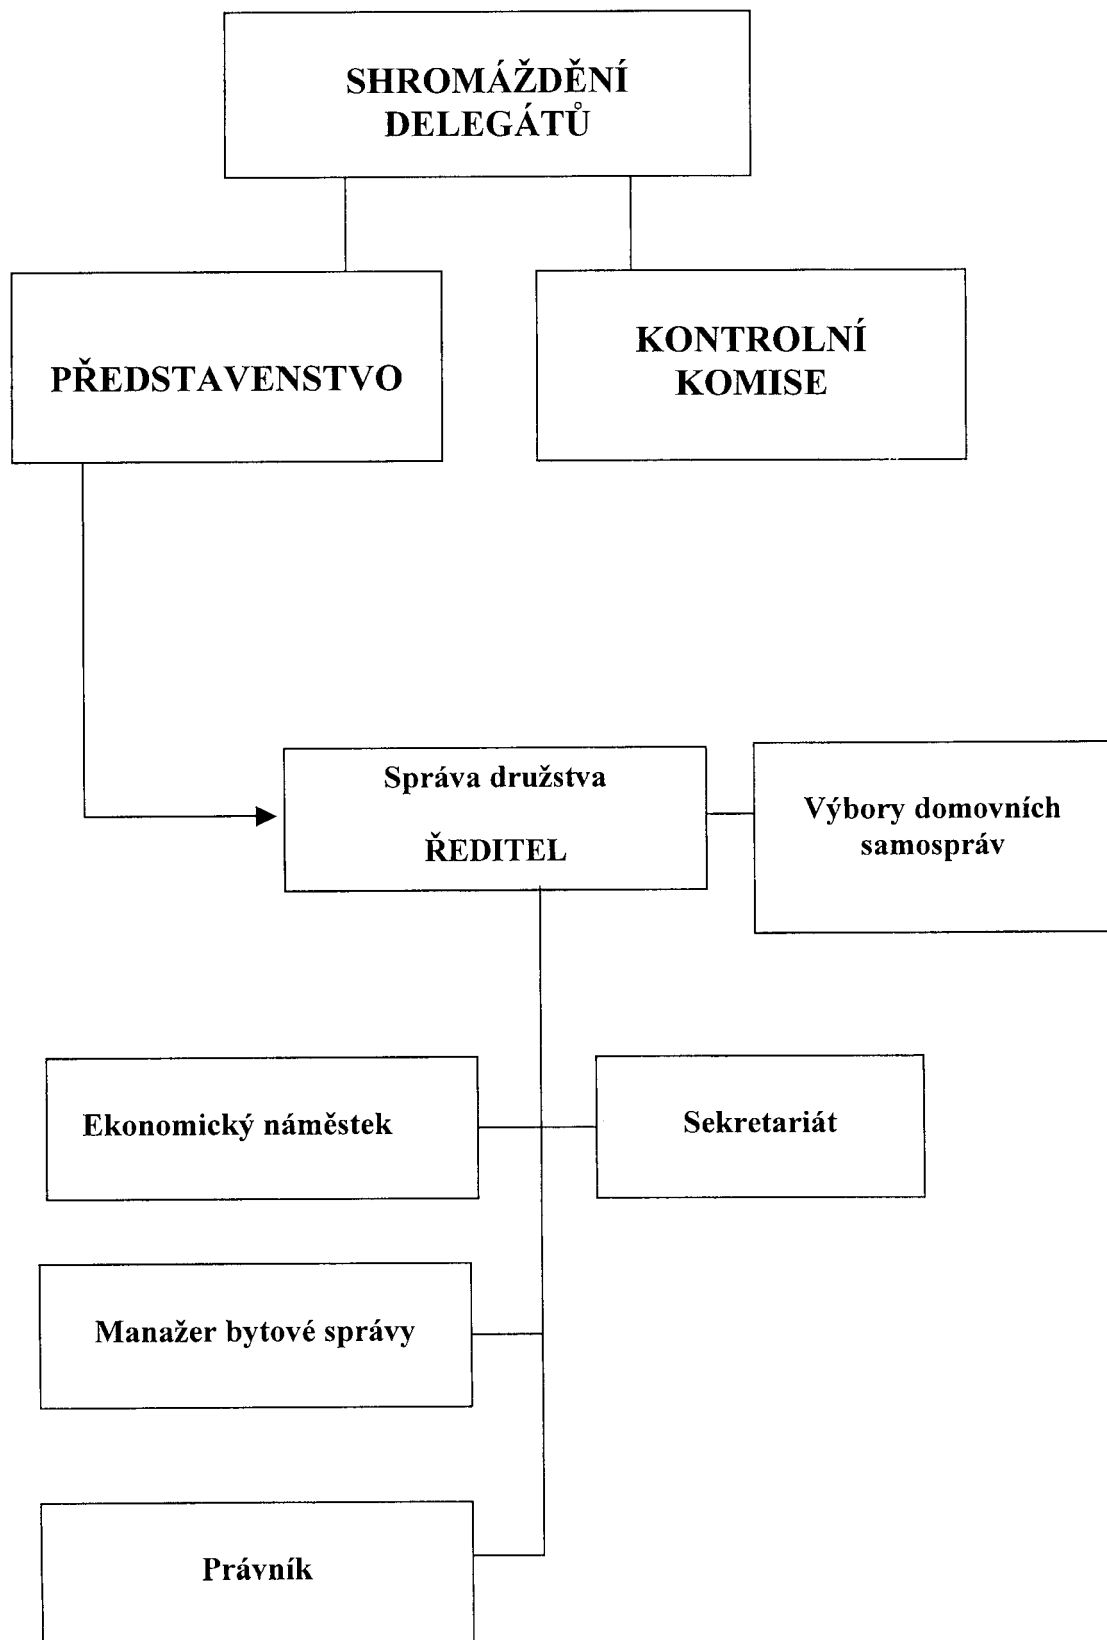 SHROMÁŽDĚNÍ
DELEGÁTŮ
PŘEDSTAVENSTVO
KONTROLNÍ
KOMISE
Správa družstva
ŘEDITEL
Výbory domovních
samospráv
Ekonomický náměstek
Sekretariát
Manažer bytové správy
Právník